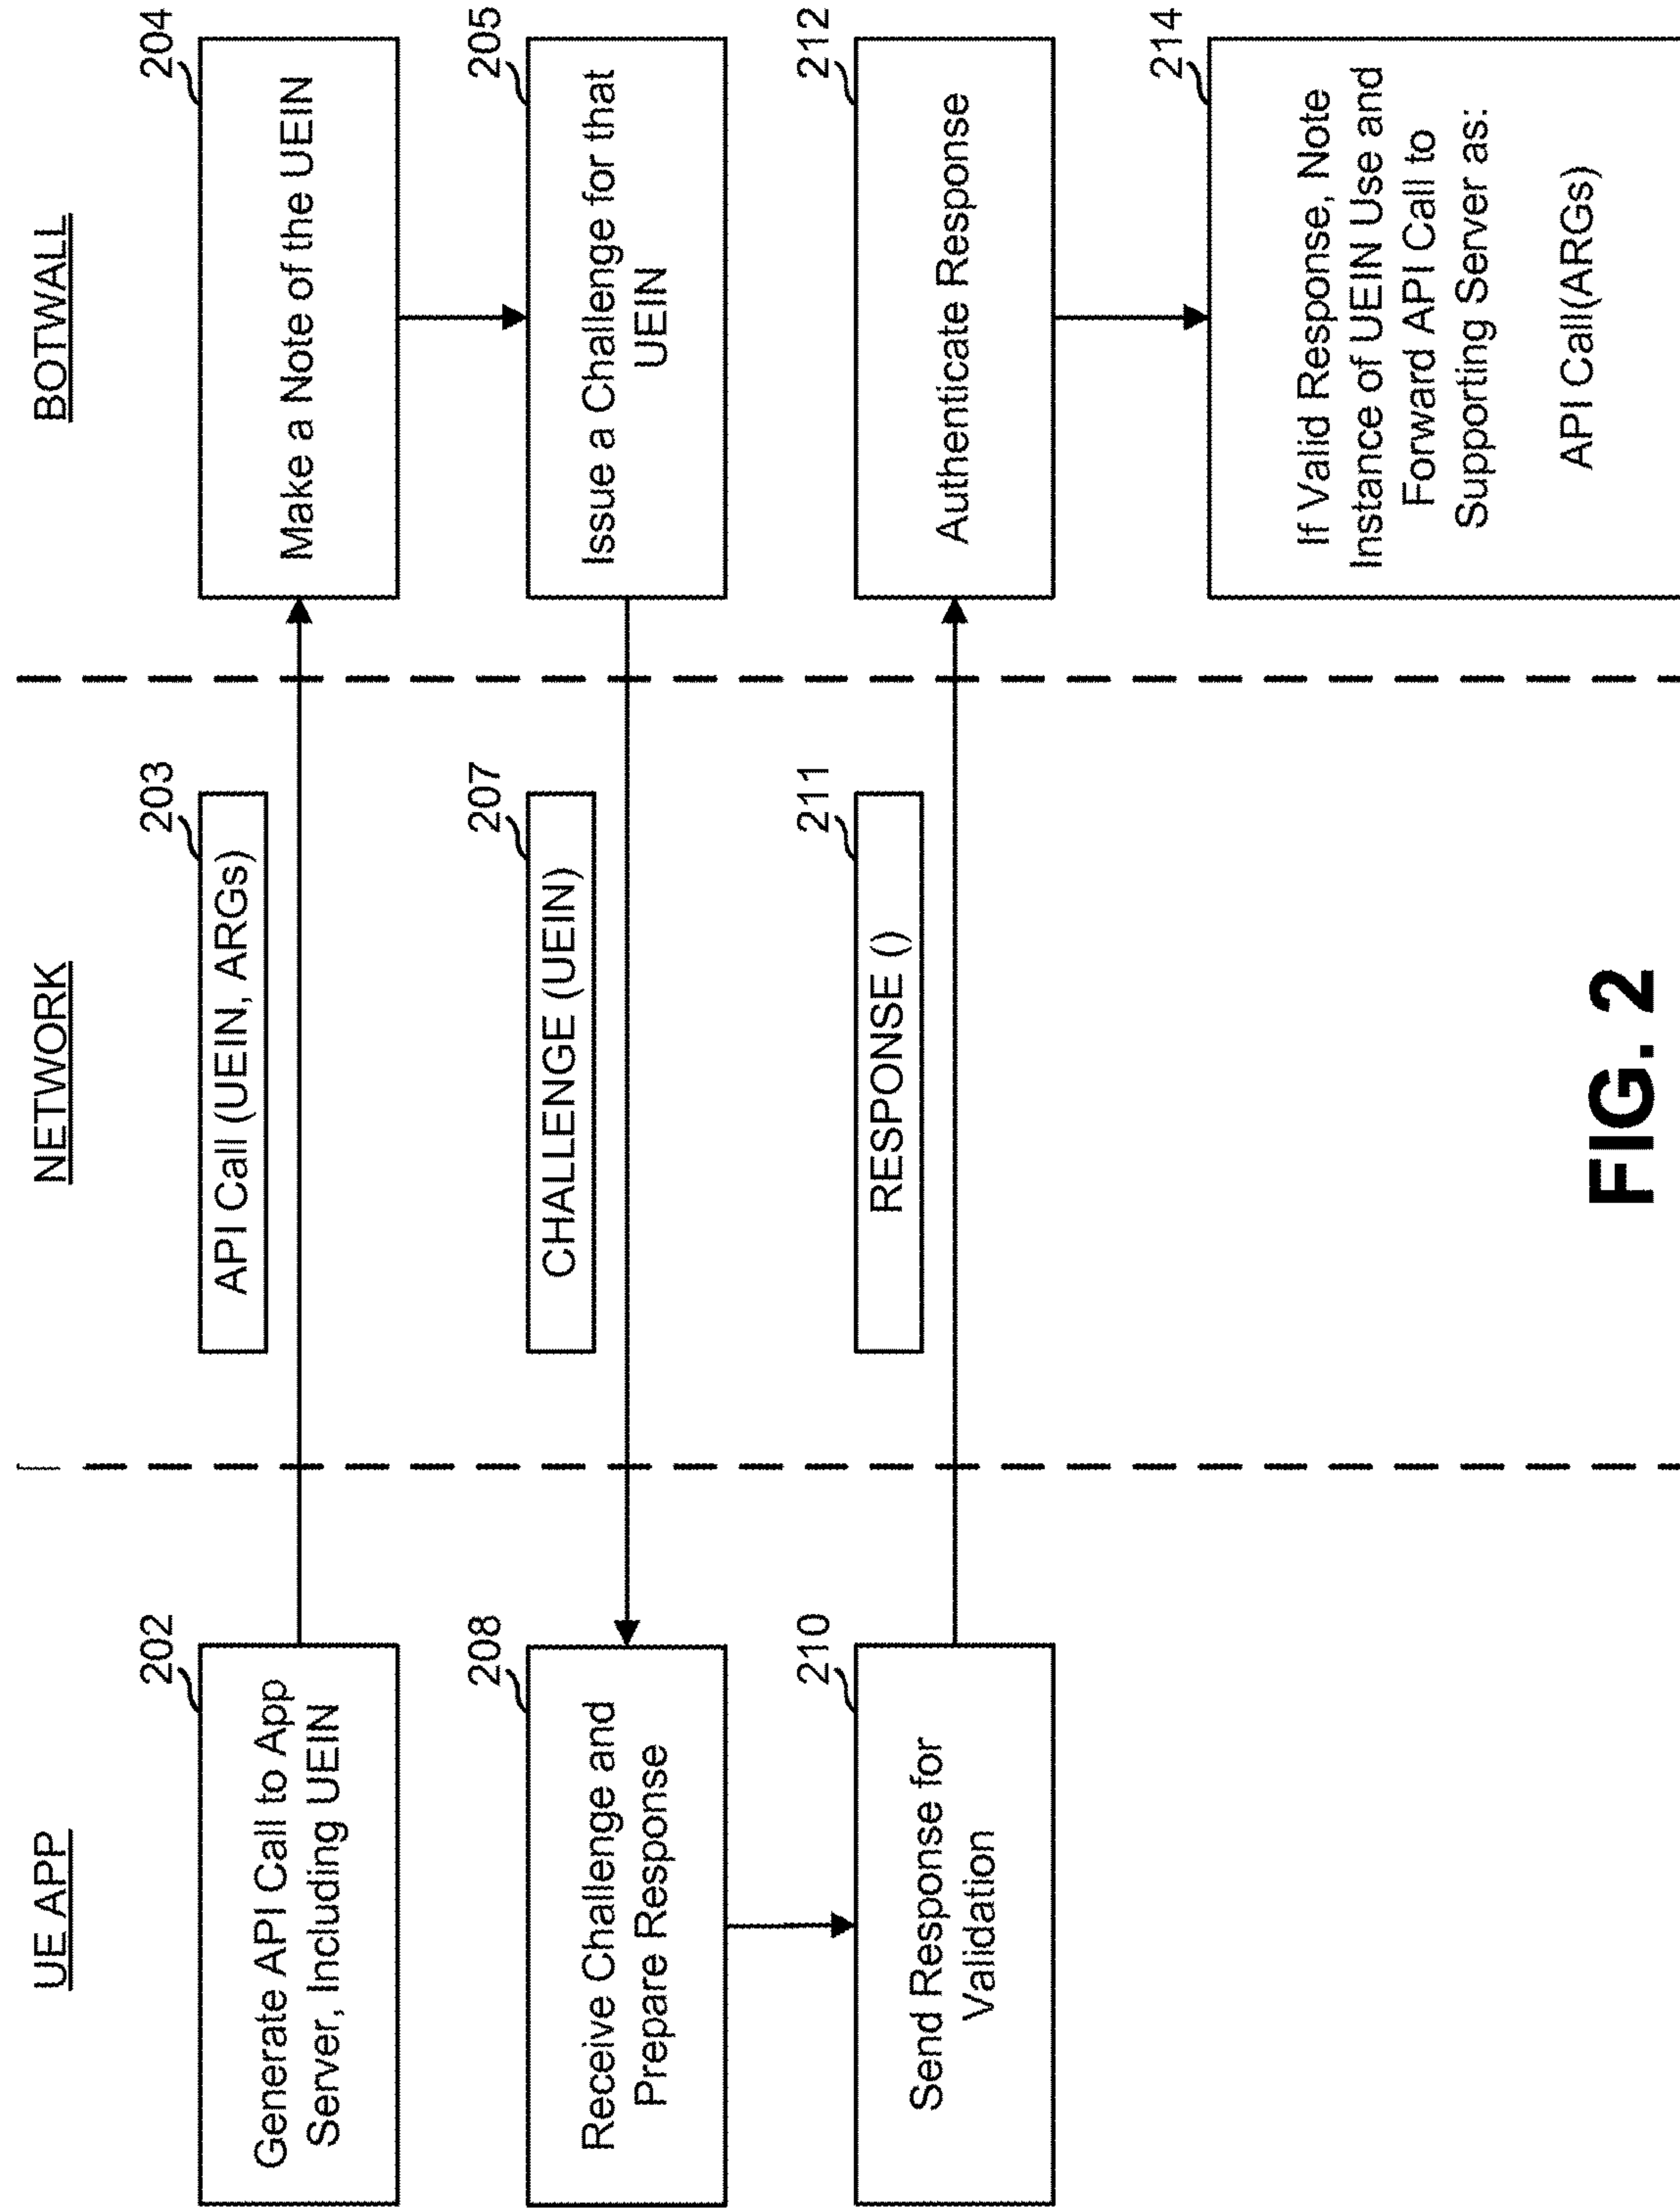 UE APP
NETWORK
BOTWALL
202
Generate API Call to App
Server, Including UEIN
203
API Call (UEIN, ARGs)
204
Make a Note of the UEIN
205
Issue a Challenge for that
UEIN
207
CHALLENGE (UEIN)
208
Receive Challenge and
Prepare Response
210
Send Response for
Validation
211
RESPONSE ()
212
Authenticate Response
214
If Valid Response, Note
Instance of UEIN Use and
Forward API Call to
Supporting Server as:
API Call(ARGs)
FIG. 2